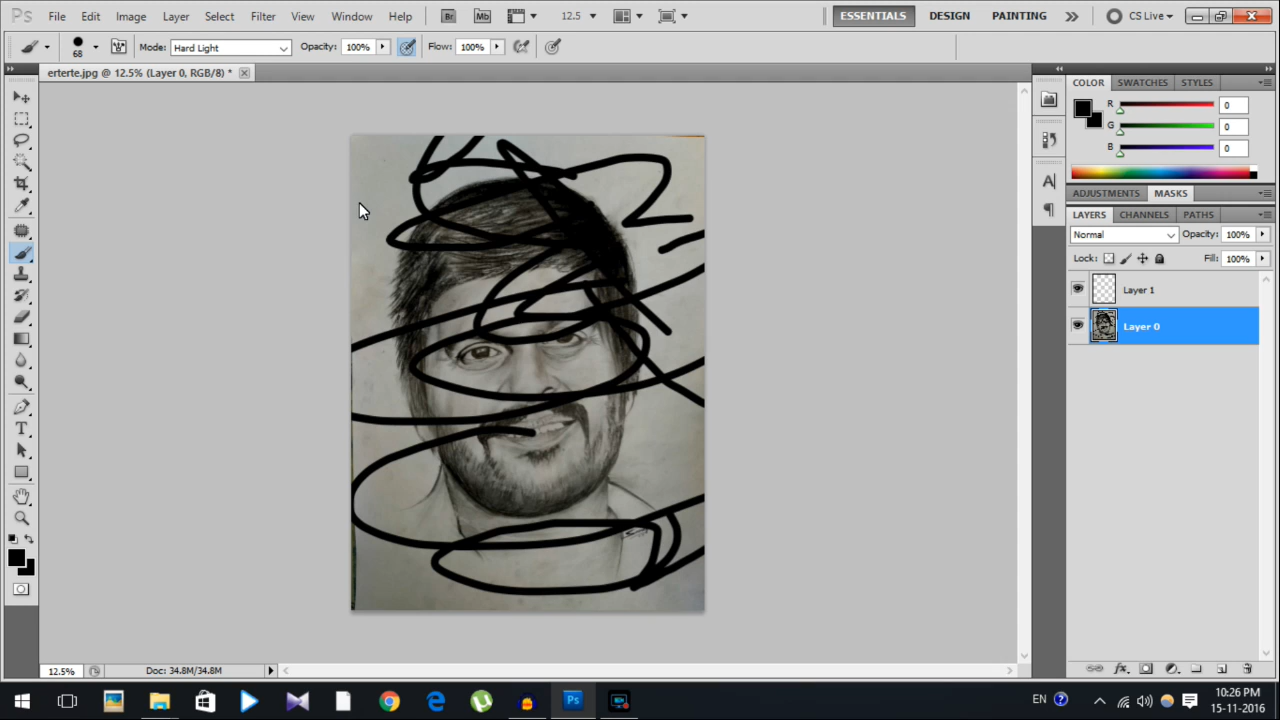 Ps File Edit Image Layer Select Filter View Window Help Br Mb 12.5 ESSENTIALS DESIGN PAINTING CS Live
68 Mode: Hard Light Opacity: 100% Flow: 100%
erterte.jpg @ 12.5% (Layer 0, RGB/8) *
COLOR SWATCHES STYLES
R 0
G 0
B 0
ADJUSTMENTS MASKS
LAYERS CHANNELS PATHS
Normal Opacity: 100%
Lock: Fill: 100%
Layer 1
Layer 0
12.5% Doc: 34.8M/34.8M
Ps EN 10:26 PM
15-11-2016